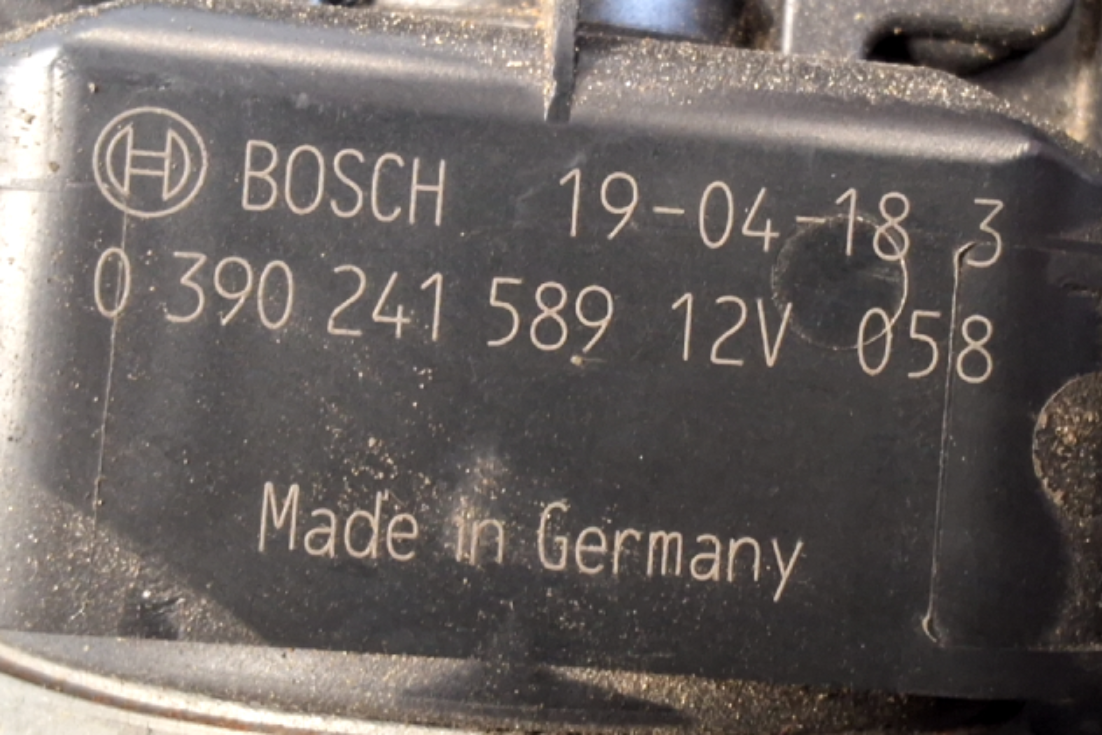 BOSCH 19-04-18 3
0 390 241 589 12V 058
Made in Germany